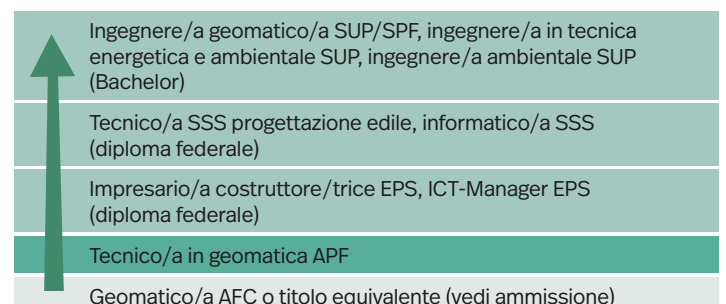 Ingegnere/a geomatico/a SUP/SPF, ingegnere/a in tecnica
energetica e ambientale SUP, ingegnere/a ambientale SUP
(Bachelor)
Tecnico/a SSS progettazione edile, informatico/a SSS
(diploma federale)
Impresario/a costruttore/trice EPS, ICT-Manager EPS
(diploma federale)
Tecnico/a in geomatica APF
Geomatico/a AFC o titolo equivalente (vedi ammissione)